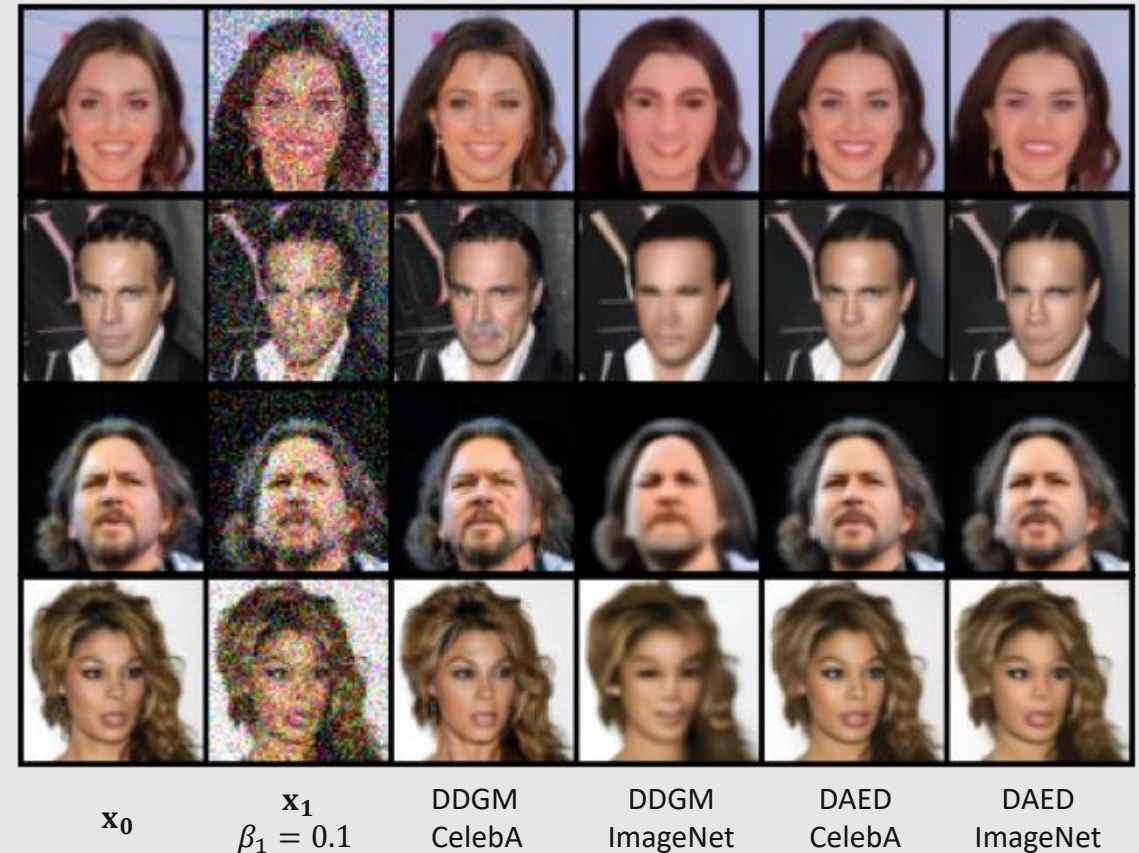 x₀
x₁
β₁ = 0.1
DDGM
CelebA
DDGM
ImageNet
DAED
CelebA
DAED
ImageNet